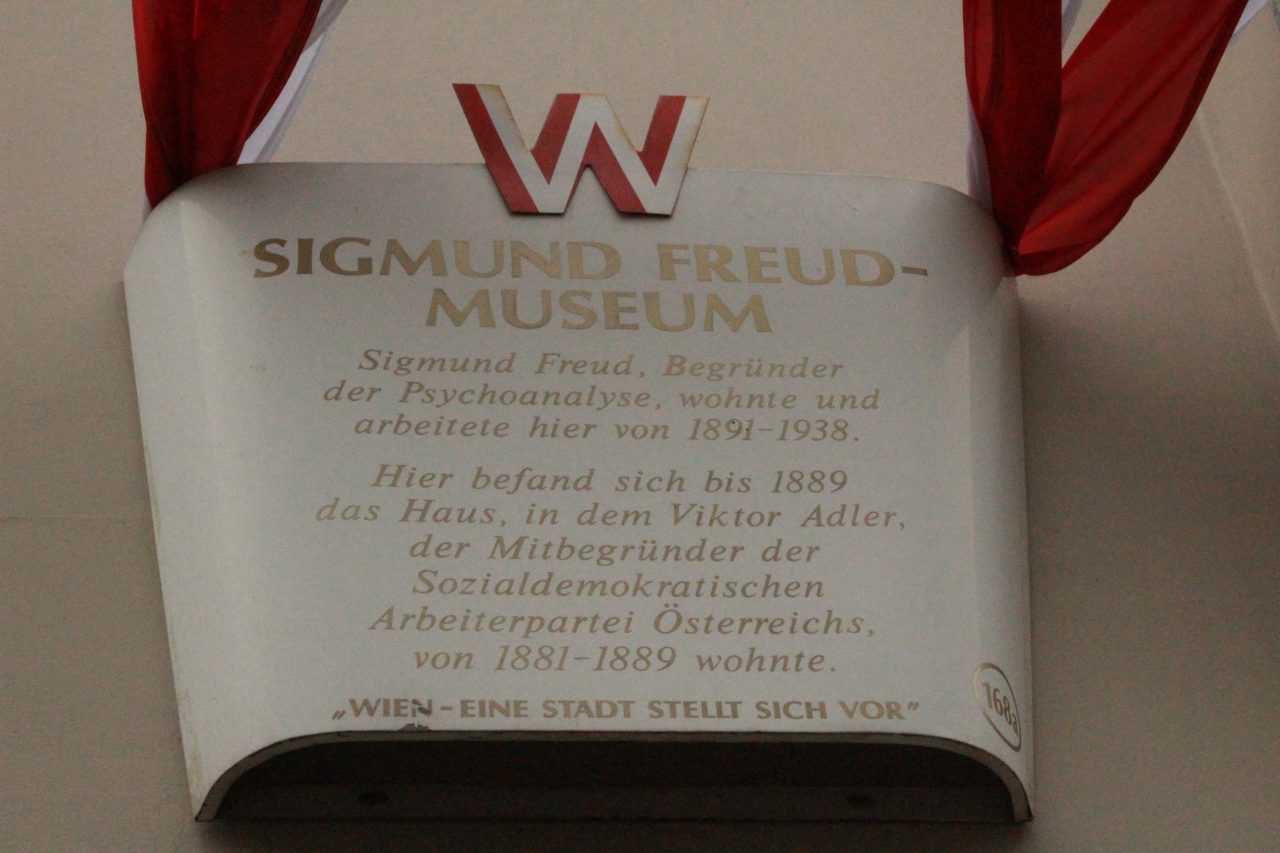 W
SIGMUND FREUD-
MUSEUM
Sigmund Freud, Begründer
der Psychoanalyse, wohnte und
arbeitete hier von 1891-1938.
Hier befand sich bis 1889
das Haus, in dem Viktor Adler,
der Mitbegründer der
Sozialdemokratischen
Arbeiterpartei Österreichs,
von 1881-1889 wohnte.
„WIEN - EINE STADT STELLT SICH VOR”
168a